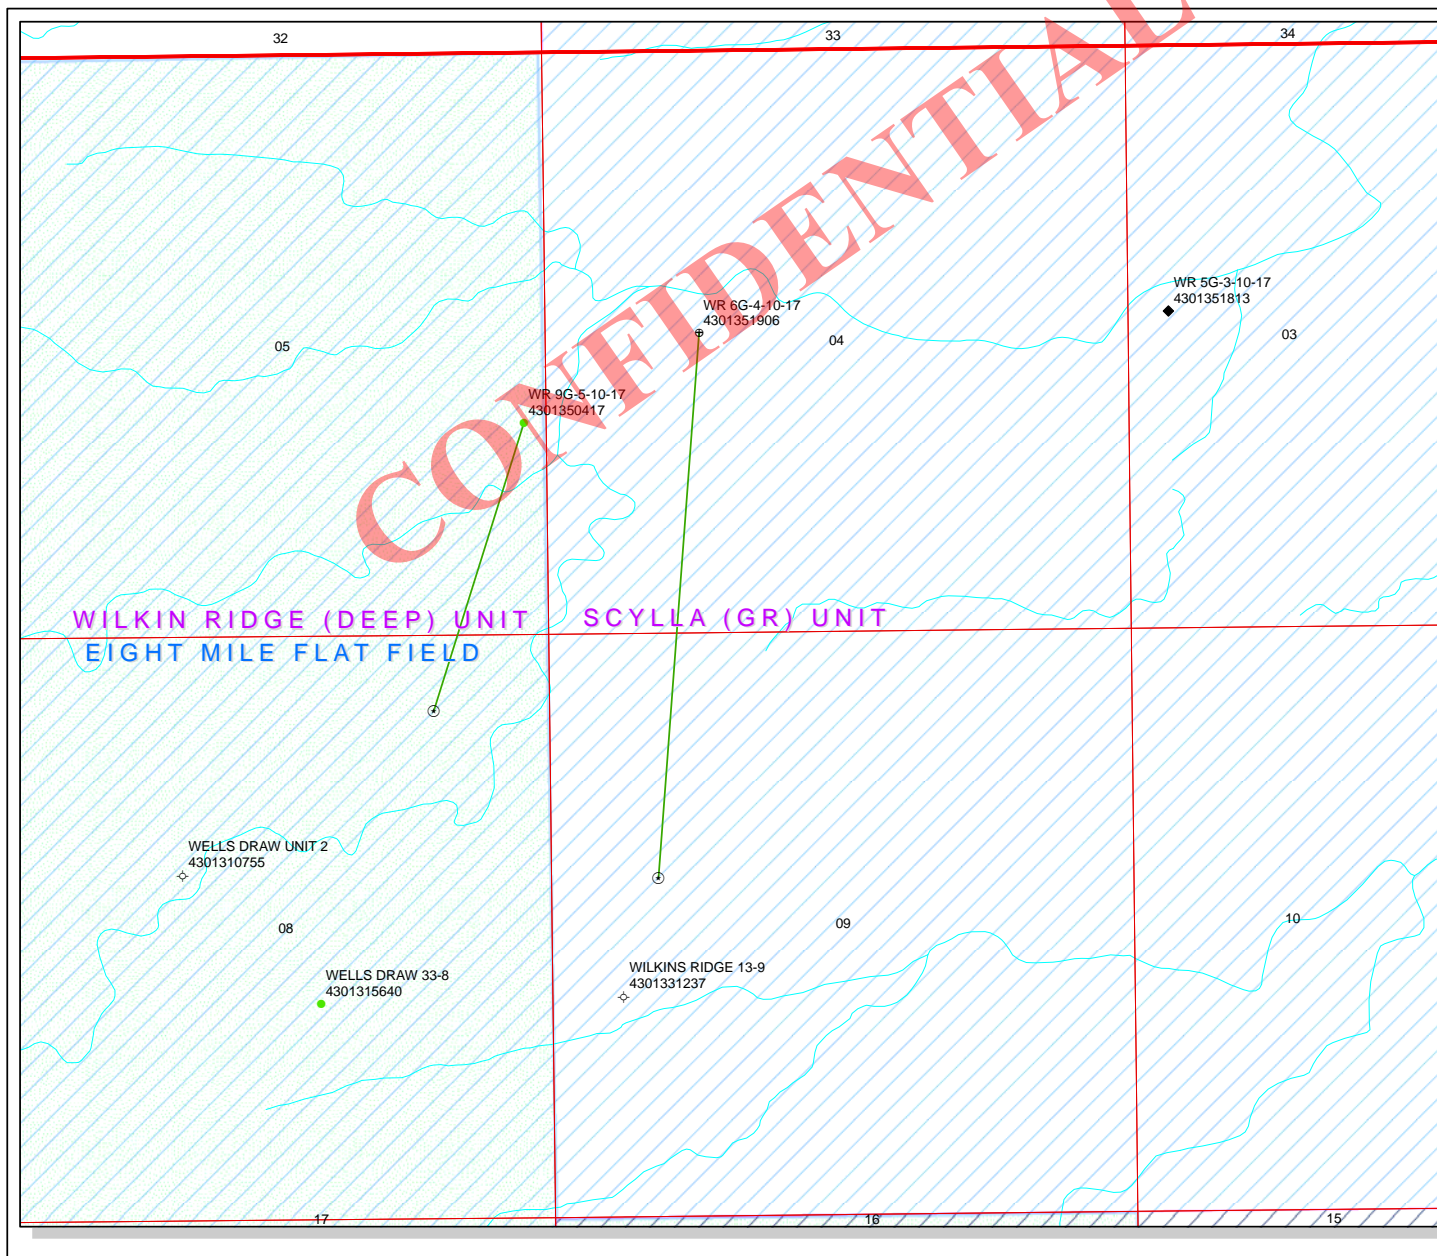 32
33
34
CONFIDENTIAL
WR 5G-3-10-17
4301351813
WR 6G-4-10-17
4301351906
05
04
03
WR 9G-5-10-17
4301350417
WILKIN RIDGE (DEEP) UNIT
SCYLLA (GR) UNIT
EIGHT MILE FLAT FIELD
WELLS DRAW UNIT 2
4301310755
08
09
10
WELLS DRAW 33-8
4301315640
WILKINS RIDGE 13-9
4301331237
17
16
15